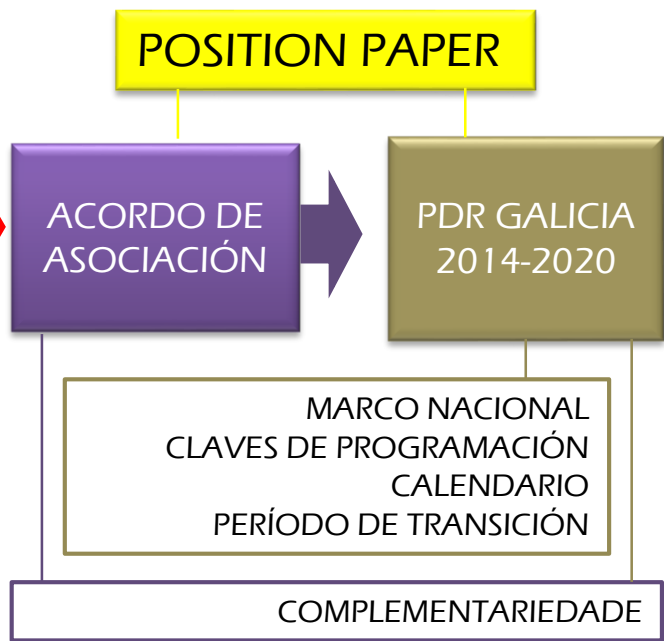 POSITION PAPER
ACORDO DE
ASOCIACIÓN
PDR GALICIA
2014-2020
MARCO NACIONAL
CLAVES DE PROGRAMACIÓN
CALENDARIO
PERÍODO DE TRANSICIÓN
COMPLEMENTARIEDADE